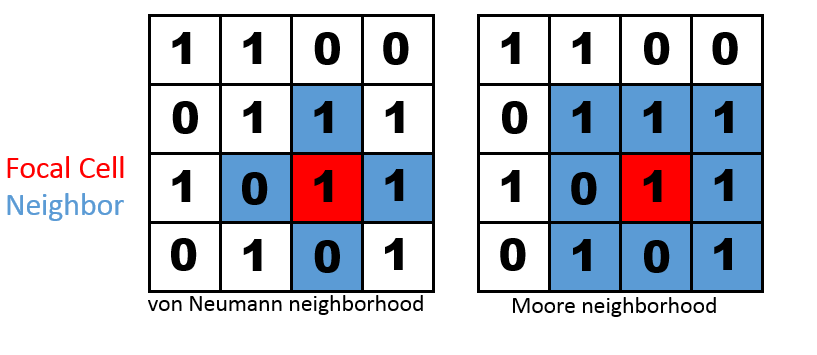 1 1 0 0
0 1 1 1
Focal Cell
Neighbor
1 0 1 1
0 1 0 1
von Neumann neighborhood
1 1 0 0
0 1 1 1
1 0 1 1
0 1 0 1
Moore neighborhood